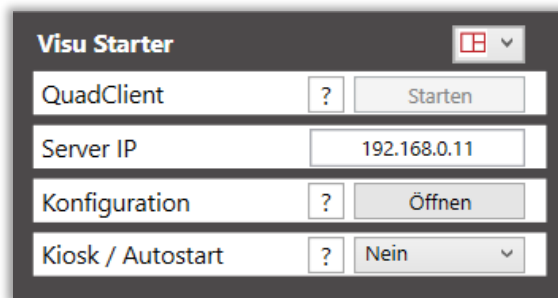 Visu Starter
QuadClient ? Starten
Server IP 192.168.0.11
Konfiguration ? Öffnen
Kiosk / Autostart ? Nein